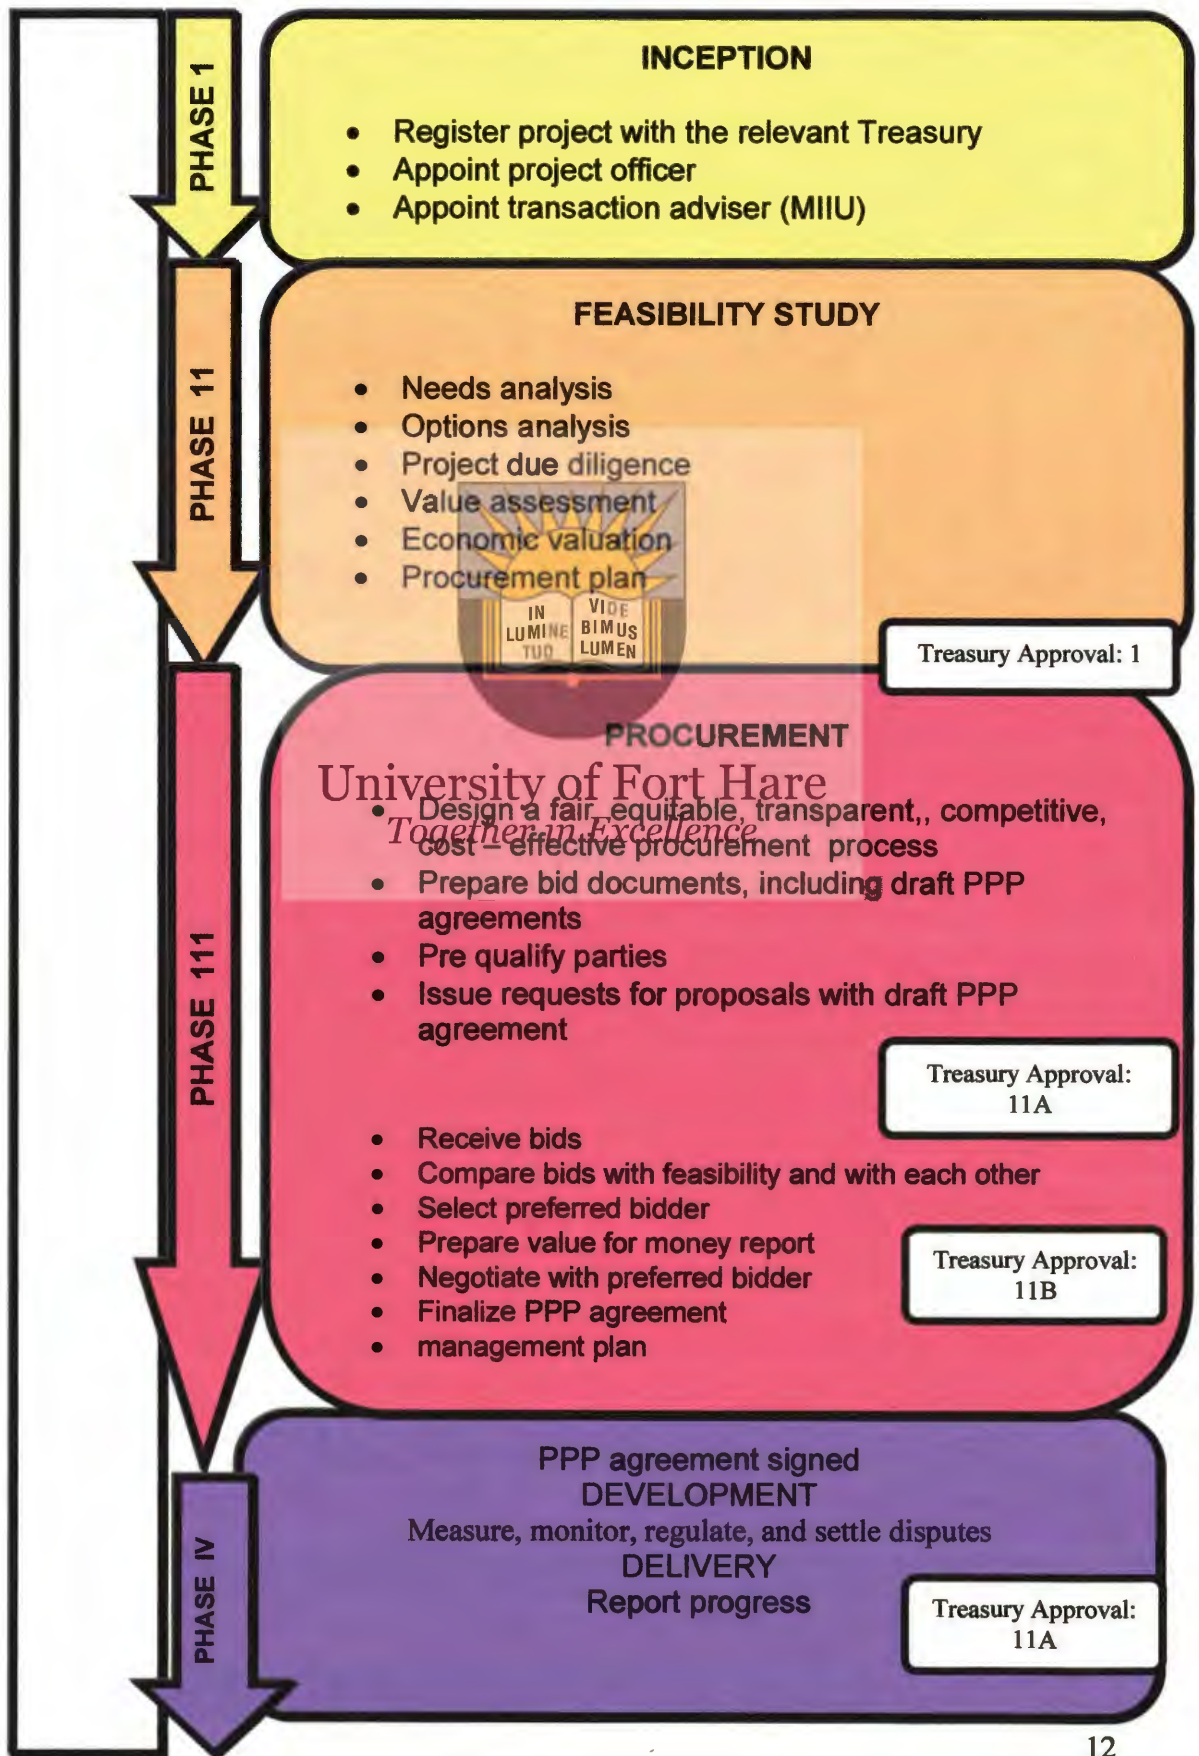 PHASE 1
INCEPTION
• Register project with the relevant Treasury
• Appoint project officer
• Appoint transaction adviser (MIIU)
PHASE 11
FEASIBILITY STUDY
• Needs analysis
• Options analysis
• Project due diligence
• Value assessment
• Economic valuation
• Procurement plan
IN LUMINE TUO
VIDEBIMUS LUMEN
Treasury Approval: 1
PHASE 111
PROCUREMENT
University of Fort Hare
Together in Excellence
• Design a fair, equitable, transparent,, competitive,
cost – effective procurement process
• Prepare bid documents, including draft PPP
agreements
• Pre qualify parties
• Issue requests for proposals with draft PPP
agreement
Treasury Approval:
11A
• Receive bids
• Compare bids with feasibility and with each other
• Select preferred bidder
• Prepare value for money report
• Negotiate with preferred bidder
• Finalize PPP agreement
• management plan
Treasury Approval:
11B
PHASE IV
PPP agreement signed
DEVELOPMENT
Measure, monitor, regulate, and settle disputes
DELIVERY
Report progress
Treasury Approval:
11A
12